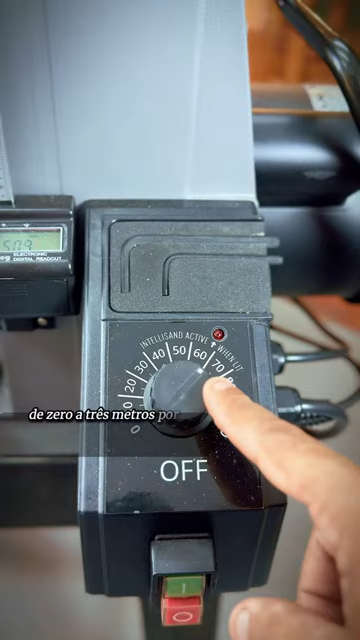 5.09
ELECTRONIC
DIGITAL READOUT
INTELLISAND ACTIVE ↑ WHEN LIT
0
20
30
40
50
60
70
de zero a três metros por
OFF
I
O